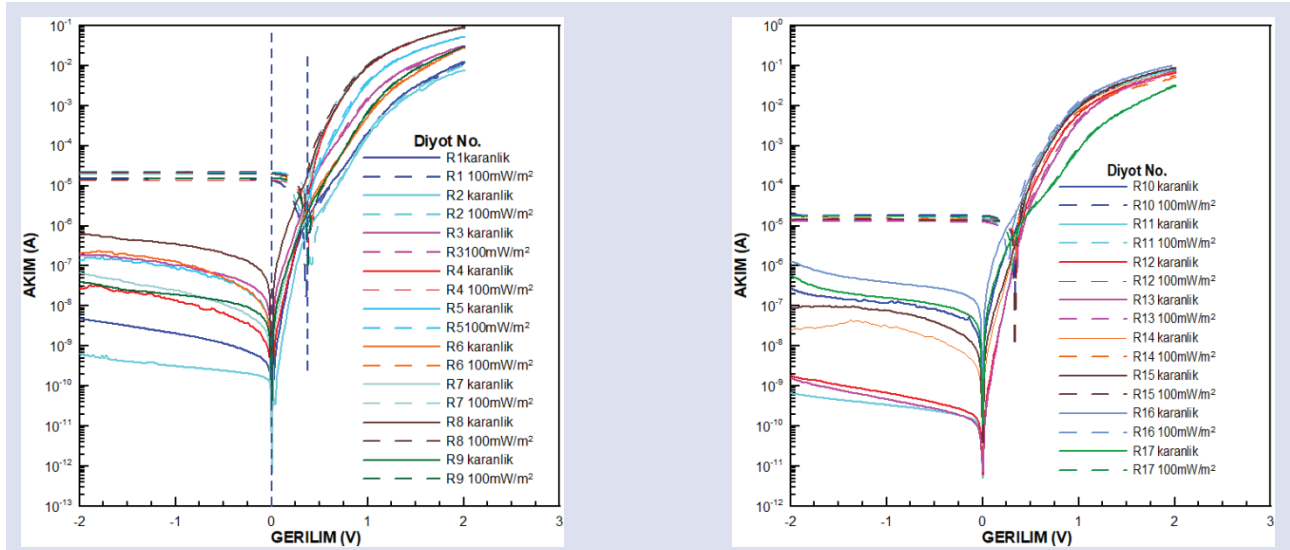 10⁻¹
10⁻²
10⁻³
10⁻⁴
10⁻⁵
10⁻⁶
10⁻⁷
10⁻⁸
10⁻⁹
10⁻¹⁰
10⁻¹¹
10⁻¹²
10⁻¹³
AKIM (A)
-2
-1
0
1
2
3
GERILIM (V)
Diyot No.
R1karanlik
R1 100mW/m²
R2 karanlik
R2 100mW/m²
R3 karanlik
R3100mW/m²
R4 karanlik
R4 100mW/m²
R5 karanlik
R5100mW/m²
R6 karanlik
R6 100mW/m²
R7 karanlik
R7 100mW/m²
R8 karanlik
R8 100mW/m²
R9 karanlik
R9 100mW/m²
10⁰
10⁻¹
10⁻²
10⁻³
10⁻⁴
10⁻⁵
10⁻⁶
10⁻⁷
10⁻⁸
10⁻⁹
10⁻¹⁰
10⁻¹¹
10⁻¹²
AKIM (A)
-2
-1
0
1
2
3
GERILIM (V)
Diyot No.
R10 karanlik
R10 100mW/m²
R11 karanlik
R11 100mW/m²
R12 karanlik
R12 100mW/m²
R13 karanlik
R13 100mW/m²
R14 karanlik
R14 100mW/m²
R15 karanlik
R15 100mW/m²
R16 karanlik
R16 100mW/m²
R17 karanlik
R17 100mW/m²